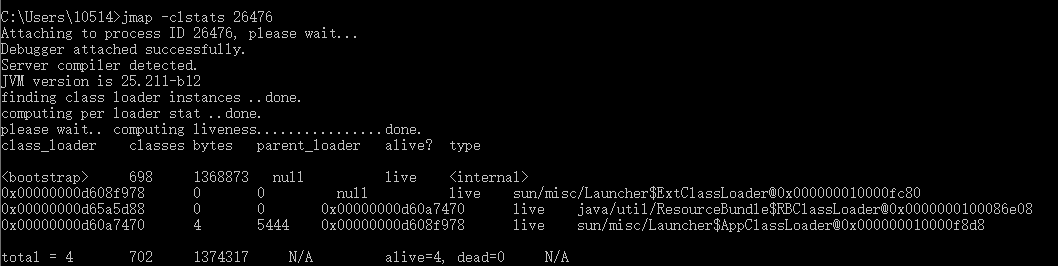 C:\Users\10514>jmap -clstats 26476
Attaching to process ID 26476, please wait...
Debugger attached successfully.
Server compiler detected.
JVM version is 25.211-b12
finding class loader instances ..done.
computing per loader stat ..done.
please wait.. computing liveness................done.
class_loader classes bytes parent_loader alive? type
<bootstrap> 698 1368873 null live <internal>
0x00000000d608f978 0 0 null live sun/misc/Launcher$ExtClassLoader@0x000000010000fc80
0x00000000d65a5d88 0 0 0x00000000d60a7470 live java/util/ResourceBundle$RBClassLoader@0x0000000100086e08
0x00000000d60a7470 4 5444 0x00000000d608f978 live sun/misc/Launcher$AppClassLoader@0x000000010000f8d8
total = 4 702 1374317 N/A alive=4, dead=0 N/A